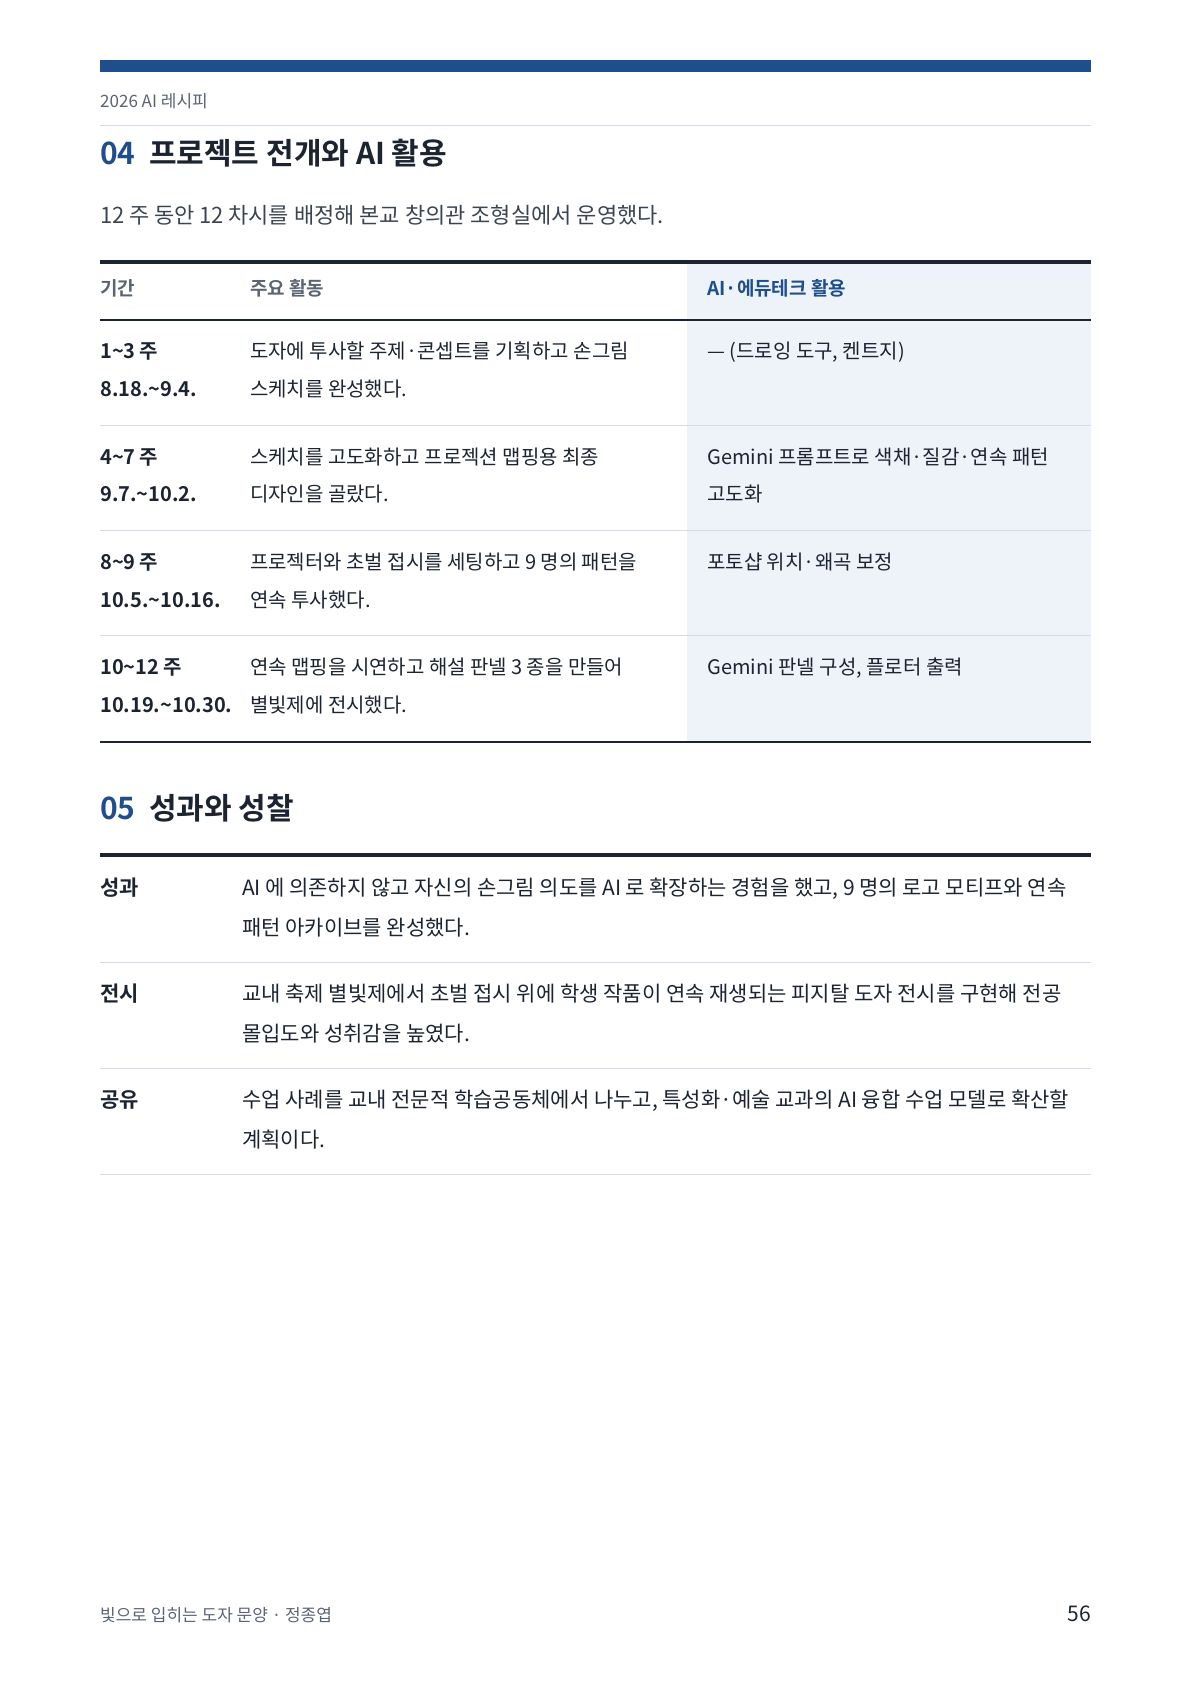 2026 AI 레시피
04 프로젝트 전개와 AI 활용
12 주 동안 12 차시를 배정해 본교 창의관 조형실에서 운영했다.
기간 주요 활동 AI·에듀테크 활용
1~3 주 도자에 투사할 주제·콘셉트를 기획하고 손그림 — (드로잉 도구, 켄트지)
8.18.~9.4. 스케치를 완성했다.
4~7 주 스케치를 고도화하고 프로젝션 맵핑용 최종 Gemini 프롬프트로 색채·질감·연속 패턴
9.7.~10.2. 디자인을 골랐다. 고도화
8~9 주 프로젝터와 초벌 접시를 세팅하고 9 명의 패턴을 포토샵 위치·왜곡 보정
10.5.~10.16. 연속 투사했다.
10~12 주 연속 맵핑을 시연하고 해설 판넬 3 종을 만들어 Gemini 판넬 구성, 플로터 출력
10.19.~10.30. 별빛제에 전시했다.
05 성과와 성찰
성과 AI 에 의존하지 않고 자신의 손그림 의도를 AI 로 확장하는 경험을 했고, 9 명의 로고 모티프와 연속
패턴 아카이브를 완성했다.
전시 교내 축제 별빛제에서 초벌 접시 위에 학생 작품이 연속 재생되는 피지탈 도자 전시를 구현해 전공
몰입도와 성취감을 높였다.
공유 수업 사례를 교내 전문적 학습공동체에서 나누고, 특성화·예술 교과의 AI 융합 수업 모델로 확산할
계획이다.
빛으로 입히는 도자 문양 · 정종엽 56